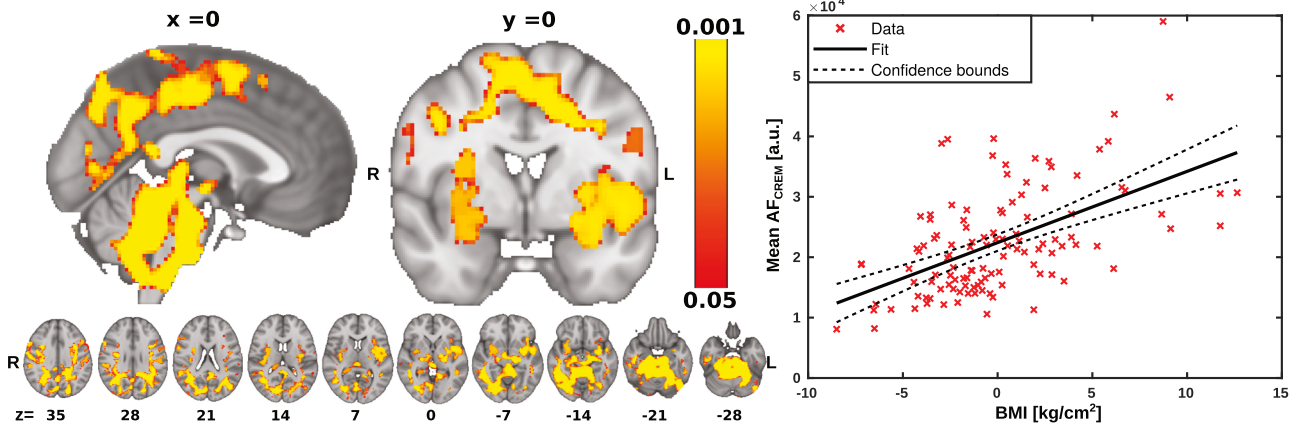 x =0
y =0
0.001
0.05
R
L
R
L
z= 35 28 21 14 7 0 -7 -14 -21 -28
×10⁴
6
5
4
3
2
1
0
Mean AF_CREM [a.u.]
Data
Fit
Confidence bounds
-10 -5 0 5 10 15
BMI [kg/cm²]